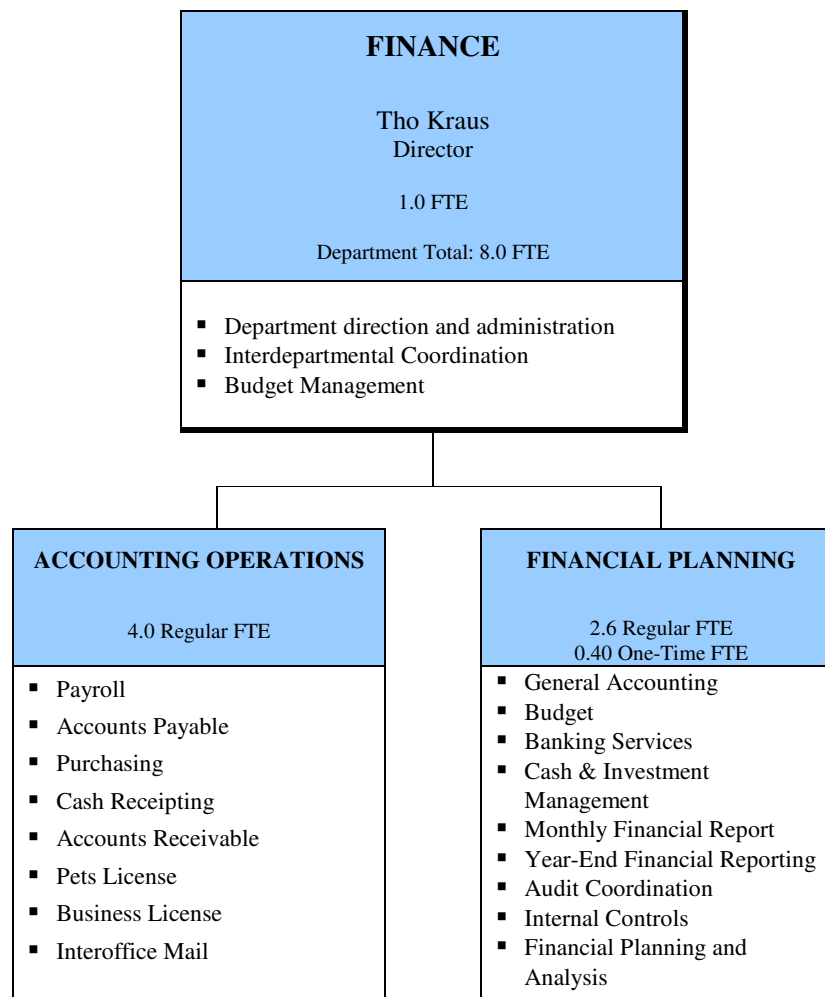 FINANCE
Tho Kraus
Director
1.0 FTE
Department Total: 8.0 FTE
▪ Department direction and administration
▪ Interdepartmental Coordination
▪ Budget Management
ACCOUNTING OPERATIONS
4.0 Regular FTE
▪ Payroll
▪ Accounts Payable
▪ Purchasing
▪ Cash Receipting
▪ Accounts Receivable
▪ Pets License
▪ Business License
▪ Interoffice Mail
FINANCIAL PLANNING
2.6 Regular FTE
0.40 One-Time FTE
▪ General Accounting
▪ Budget
▪ Banking Services
▪ Cash & Investment
Management
▪ Monthly Financial Report
▪ Year-End Financial Reporting
▪ Audit Coordination
▪ Internal Controls
▪ Financial Planning and
Analysis